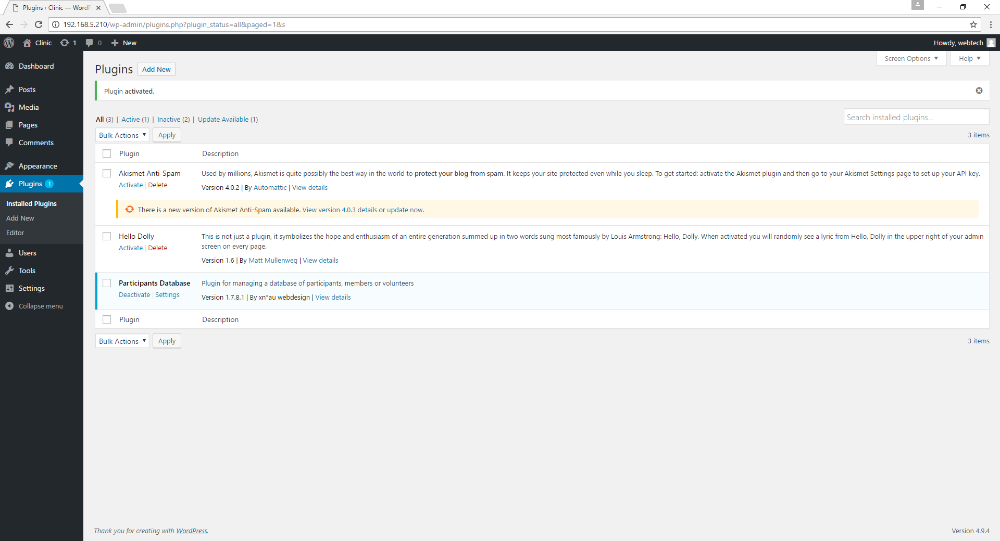 Plugins ‹ Clinic — WordP
192.168.5.210/wp-admin/plugins.php?plugin_status=all&paged=1&s
Clinic 1 0 New
Howdy, webtech
Dashboard
Posts
Media
Pages
Comments
Appearance
Plugins 1
Installed Plugins
Add New
Editor
Users
Tools
Settings
Collapse menu
Screen Options ▼ Help ▼
Plugins Add New
Plugin activated.
All (3) | Active (1) | Inactive (2) | Update Available (1)
Search installed plugins...
Bulk Actions ▼ Apply
3 items
Plugin Description
Akismet Anti-Spam
Activate | Delete
Used by millions, Akismet is quite possibly the best way in the world to protect your blog from spam. It keeps your site protected even while you sleep. To get started: activate the Akismet plugin and then go to your Akismet Settings page to set up your API key.
Version 4.0.2 | By Automattic | View details
There is a new version of Akismet Anti-Spam available. View version 4.0.3 details or update now.
Hello Dolly
Activate | Delete
This is not just a plugin, it symbolizes the hope and enthusiasm of an entire generation summed up in two words sung most famously by Louis Armstrong: Hello, Dolly. When activated you will randomly see a lyric from Hello, Dolly in the upper right of your admin
screen on every page.
Version 1.6 | By Matt Mullenweg | View details
Participants Database
Deactivate | Settings
Plugin for managing a database of participants, members or volunteers
Version 1.7.8.1 | By xn*au webdesign | View details
Plugin Description
Bulk Actions ▼ Apply
3 items
Thank you for creating with WordPress.
Version 4.9.4